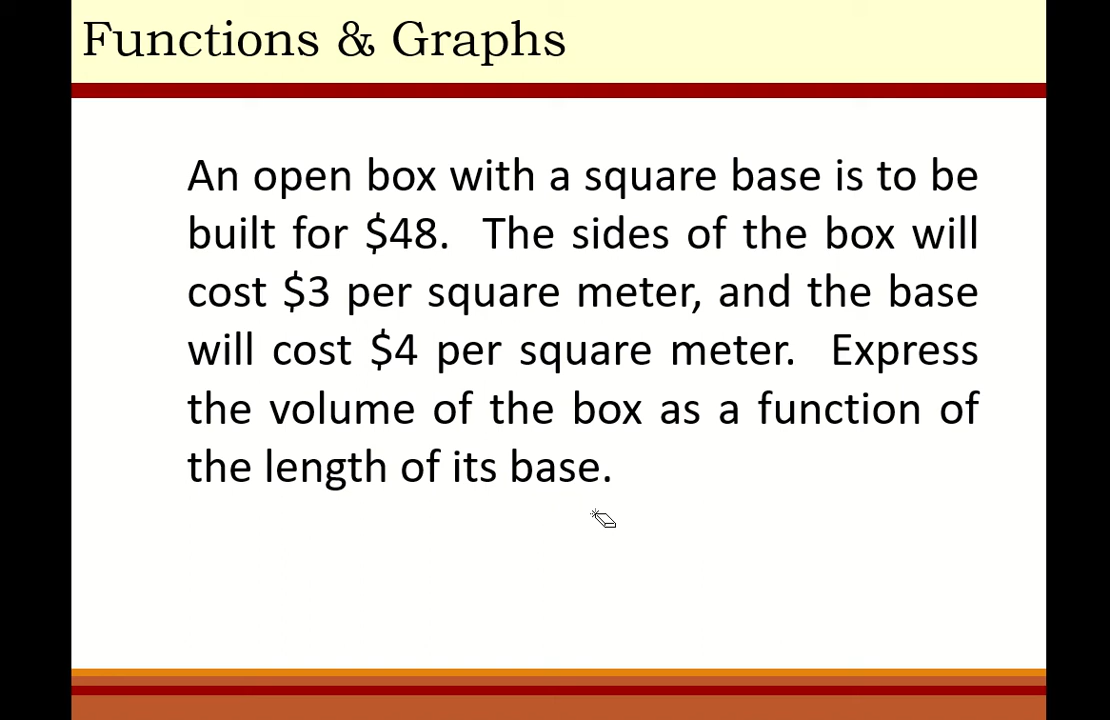 Functions & Graphs
An open box with a square base is to be
built for $48. The sides of the box will
cost $3 per square meter, and the base
will cost $4 per square meter. Express
the volume of the box as a function of
the length of its base.